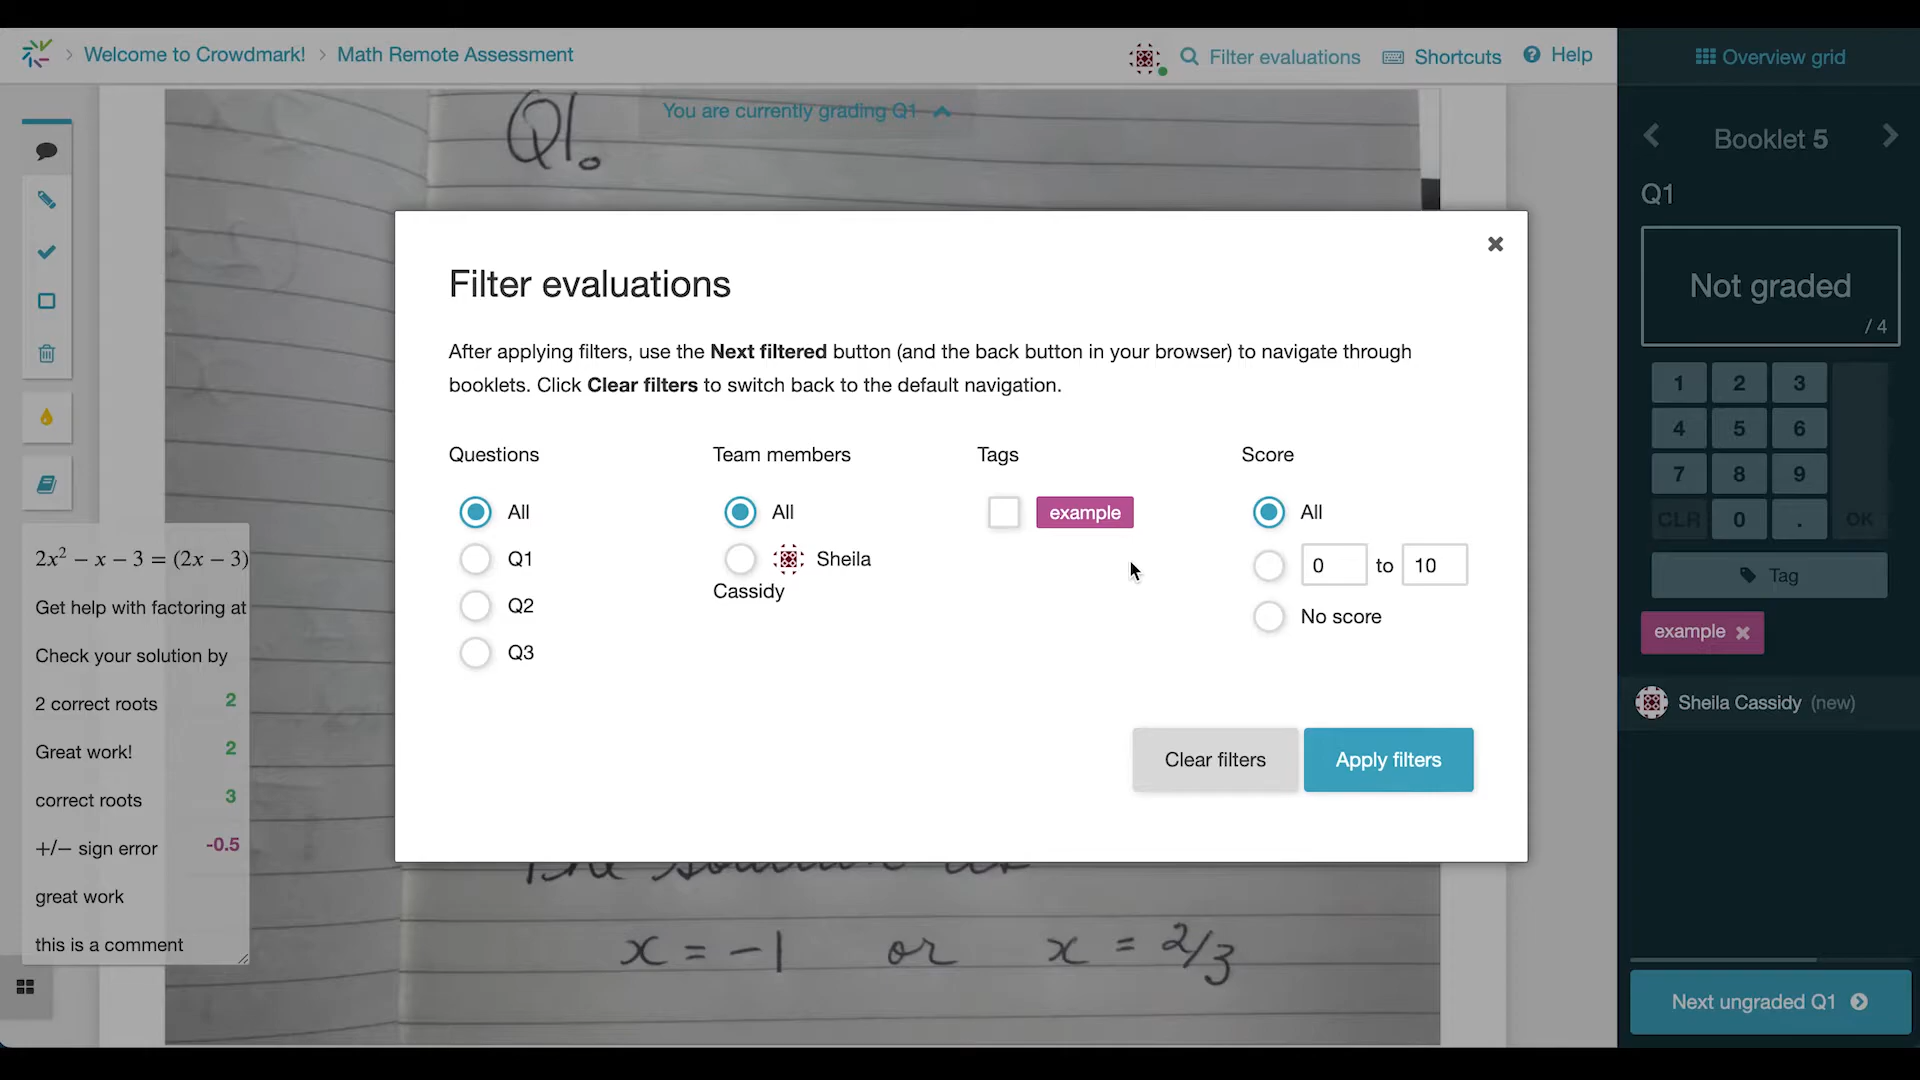 Welcome to Crowdmark! Math Remote Assessment
Filter evaluations Shortcuts Help
Overview grid
Q1.
You are currently grading Q1
Booklet 5
Q1
Not graded
/ 4
1 2 3
4 5 6
7 8 9
CLR 0 . OK
Tag
example
Sheila Cassidy (new)
Next ungraded Q1
Filter evaluations
After applying filters, use the Next filtered button (and the back button in your browser) to navigate through
booklets. Click Clear filters to switch back to the default navigation.
Questions
All
Q1
Q2
Q3
Team members
All
Sheila
Cassidy
Tags
example
Score
All
0 to 10
No score
Clear filters Apply filters
2x² − x − 3 = (2x − 3)
Get help with factoring at
Check your solution by
2 correct roots 2
Great work! 2
correct roots 3
+/− sign error -0.5
great work
this is a comment
The solution is
x = -1 or x = 2/3